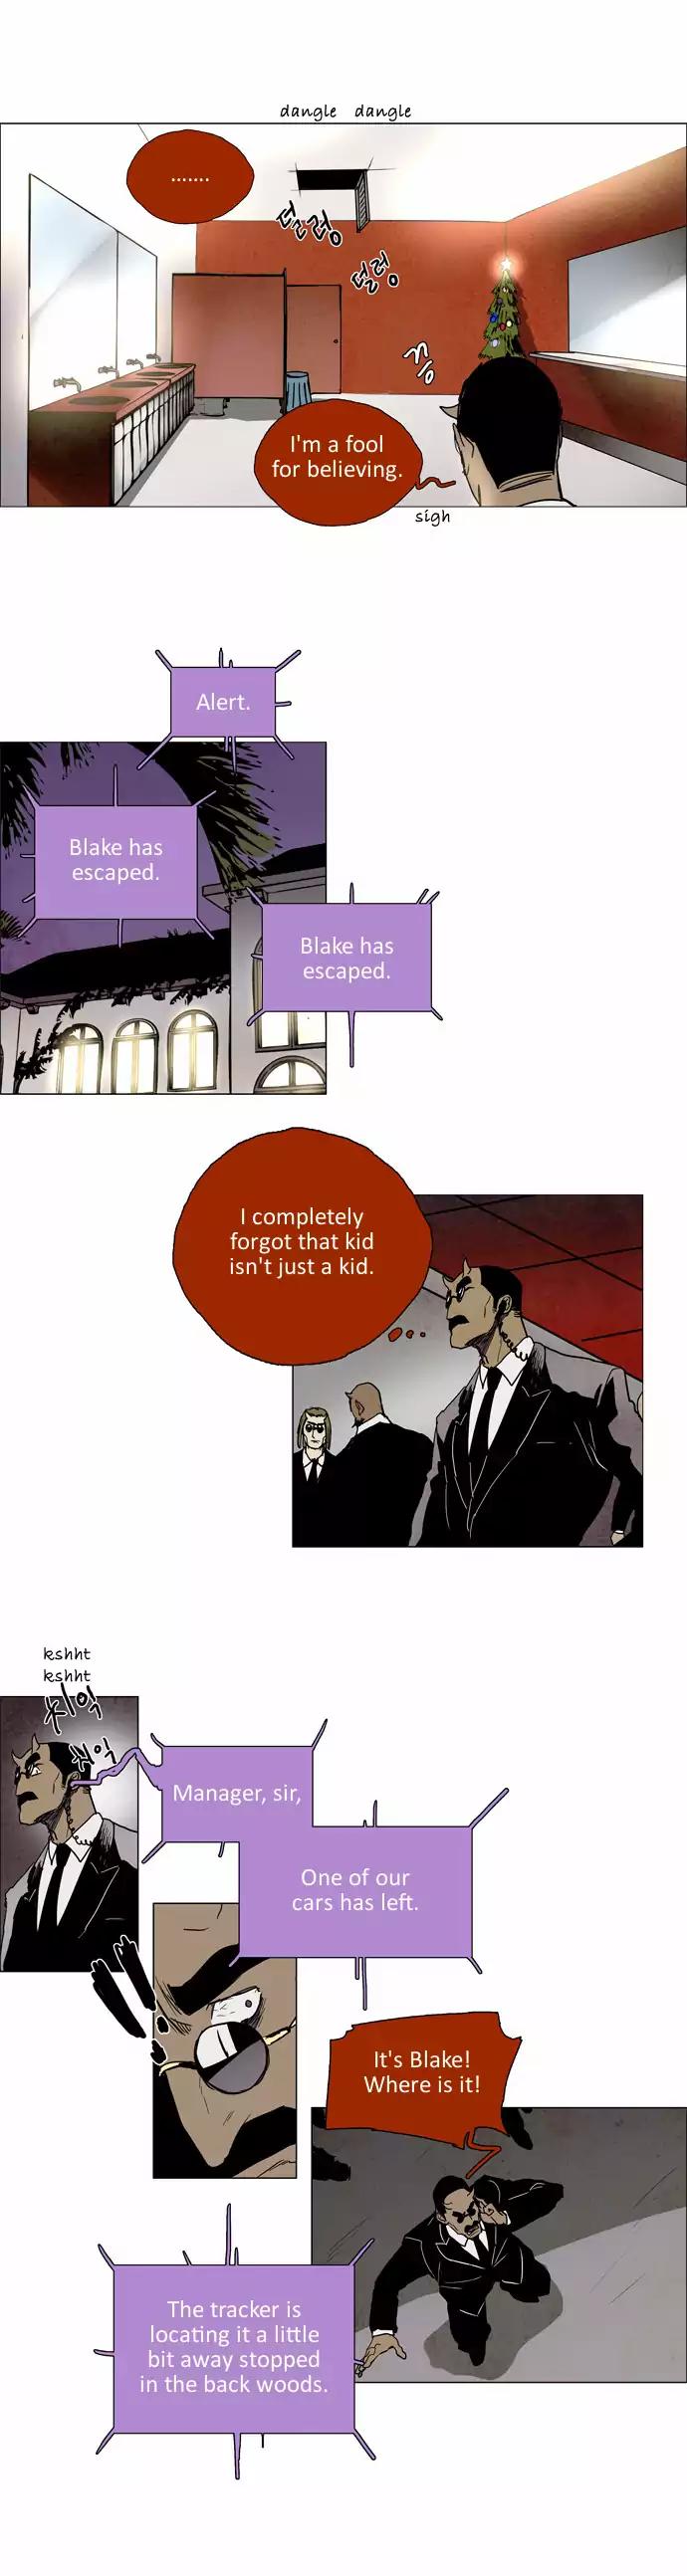 dangle dangle
.......
덜렁
덜렁
긍
I'm a fool
for believing.
sigh
Alert.
Blake has
escaped.
Blake has
escaped.
I completely
forgot that kid
isn't just a kid.
kshht
kshht
치익
치익
Manager, sir,
One of our
cars has left.
It's Blake!
Where is it!
The tracker is
locating it a little
bit away stopped
in the back woods.